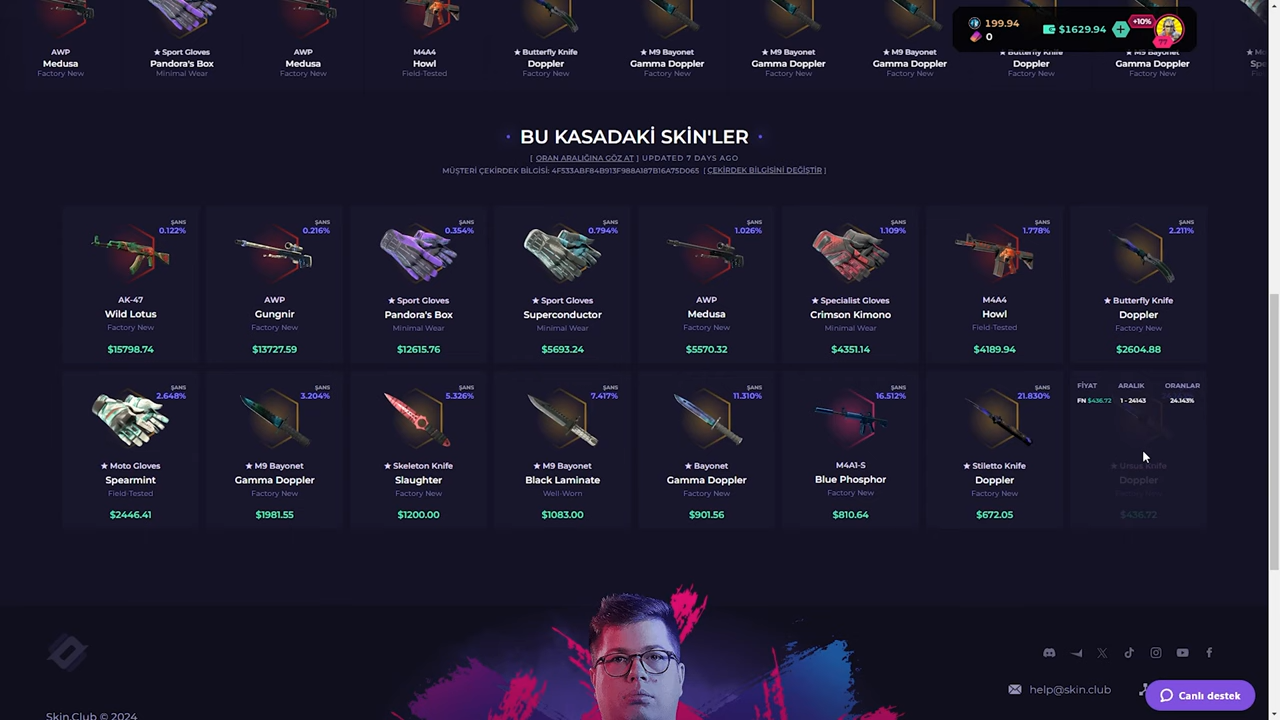 199.94
0
$1629.94
+10%
AWP
Medusa
Factory New
★ Sport Gloves
Pandora's Box
Minimal Wear
AWP
Medusa
Factory New
M4A4
Howl
Field-Tested
★ Butterfly Knife
Doppler
Factory New
★ M9 Bayonet
Gamma Doppler
Factory New
★ M9 Bayonet
Gamma Doppler
Factory New
★ M9 Bayonet
Gamma Doppler
Factory New
★ Butterfly Knife
Doppler
Factory New
★ M9 Bayonet
Gamma Doppler
Factory New
BU KASADAKİ SKİN'LER
[ ORAN ARALIĞINA GÖZ AT ] UPDATED 7 DAYS AGO
MÜŞTERİ ÇEKİRDEK BİLGİSİ: 4F533ABF84B913F988A187B16A75D065 [ ÇEKİRDEK BİLGİSİNİ DEĞİŞTİR ]
ŞANS
0.122%
AK-47
Wild Lotus
Factory New
$15798.74
ŞANS
0.216%
AWP
Gungnir
Factory New
$13727.59
ŞANS
0.354%
★ Sport Gloves
Pandora's Box
Minimal Wear
$12615.76
ŞANS
0.794%
★ Sport Gloves
Superconductor
Minimal Wear
$5693.24
ŞANS
1.026%
AWP
Medusa
Factory New
$5570.32
ŞANS
1.109%
★ Specialist Gloves
Crimson Kimono
Minimal Wear
$4351.14
ŞANS
1.778%
M4A4
Howl
Field-Tested
$4189.94
ŞANS
2.211%
★ Butterfly Knife
Doppler
Factory New
$2604.88
ŞANS
2.648%
★ Moto Gloves
Spearmint
Field-Tested
$2446.41
ŞANS
3.204%
★ M9 Bayonet
Gamma Doppler
Factory New
$1981.55
ŞANS
5.326%
★ Skeleton Knife
Slaughter
Factory New
$1200.00
ŞANS
7.417%
★ M9 Bayonet
Black Laminate
Well-Worn
$1083.00
ŞANS
11.310%
★ Bayonet
Gamma Doppler
Factory New
$901.56
ŞANS
16.512%
M4A1-S
Blue Phosphor
Factory New
$810.64
ŞANS
21.830%
★ Stiletto Knife
Doppler
Factory New
$672.05
FİYAT ARALIK ORANLAR
FN $436.72 1 - 24143 24.143%
★ Ursus Knife
Doppler
Factory New
$436.72
help@skin.club
Canlı destek
Skin.Club © 2024